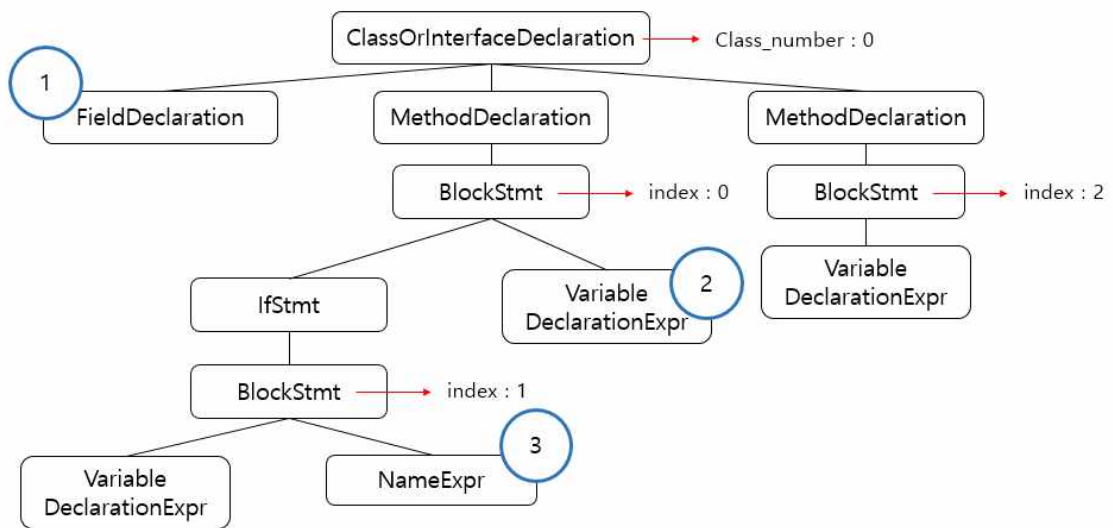 ClassOrInterfaceDeclaration
Class_number : 0
1
FieldDeclaration
MethodDeclaration
MethodDeclaration
BlockStmt
index : 0
BlockStmt
index : 2
IfStmt
Variable
DeclarationExpr
2
Variable
DeclarationExpr
BlockStmt
index : 1
3
Variable
DeclarationExpr
NameExpr